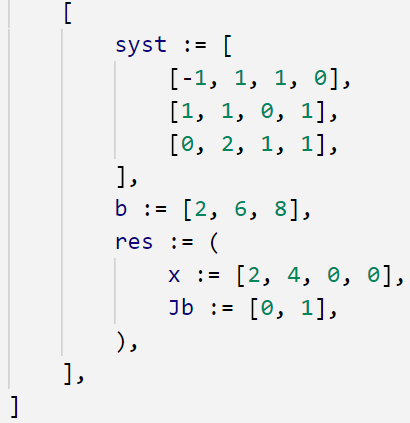 [
syst := [
[-1, 1, 1, 0],
[1, 1, 0, 1],
[0, 2, 1, 1],
],
b := [2, 6, 8],
res := (
x := [2, 4, 0, 0],
Jb := [0, 1],
),
],
]